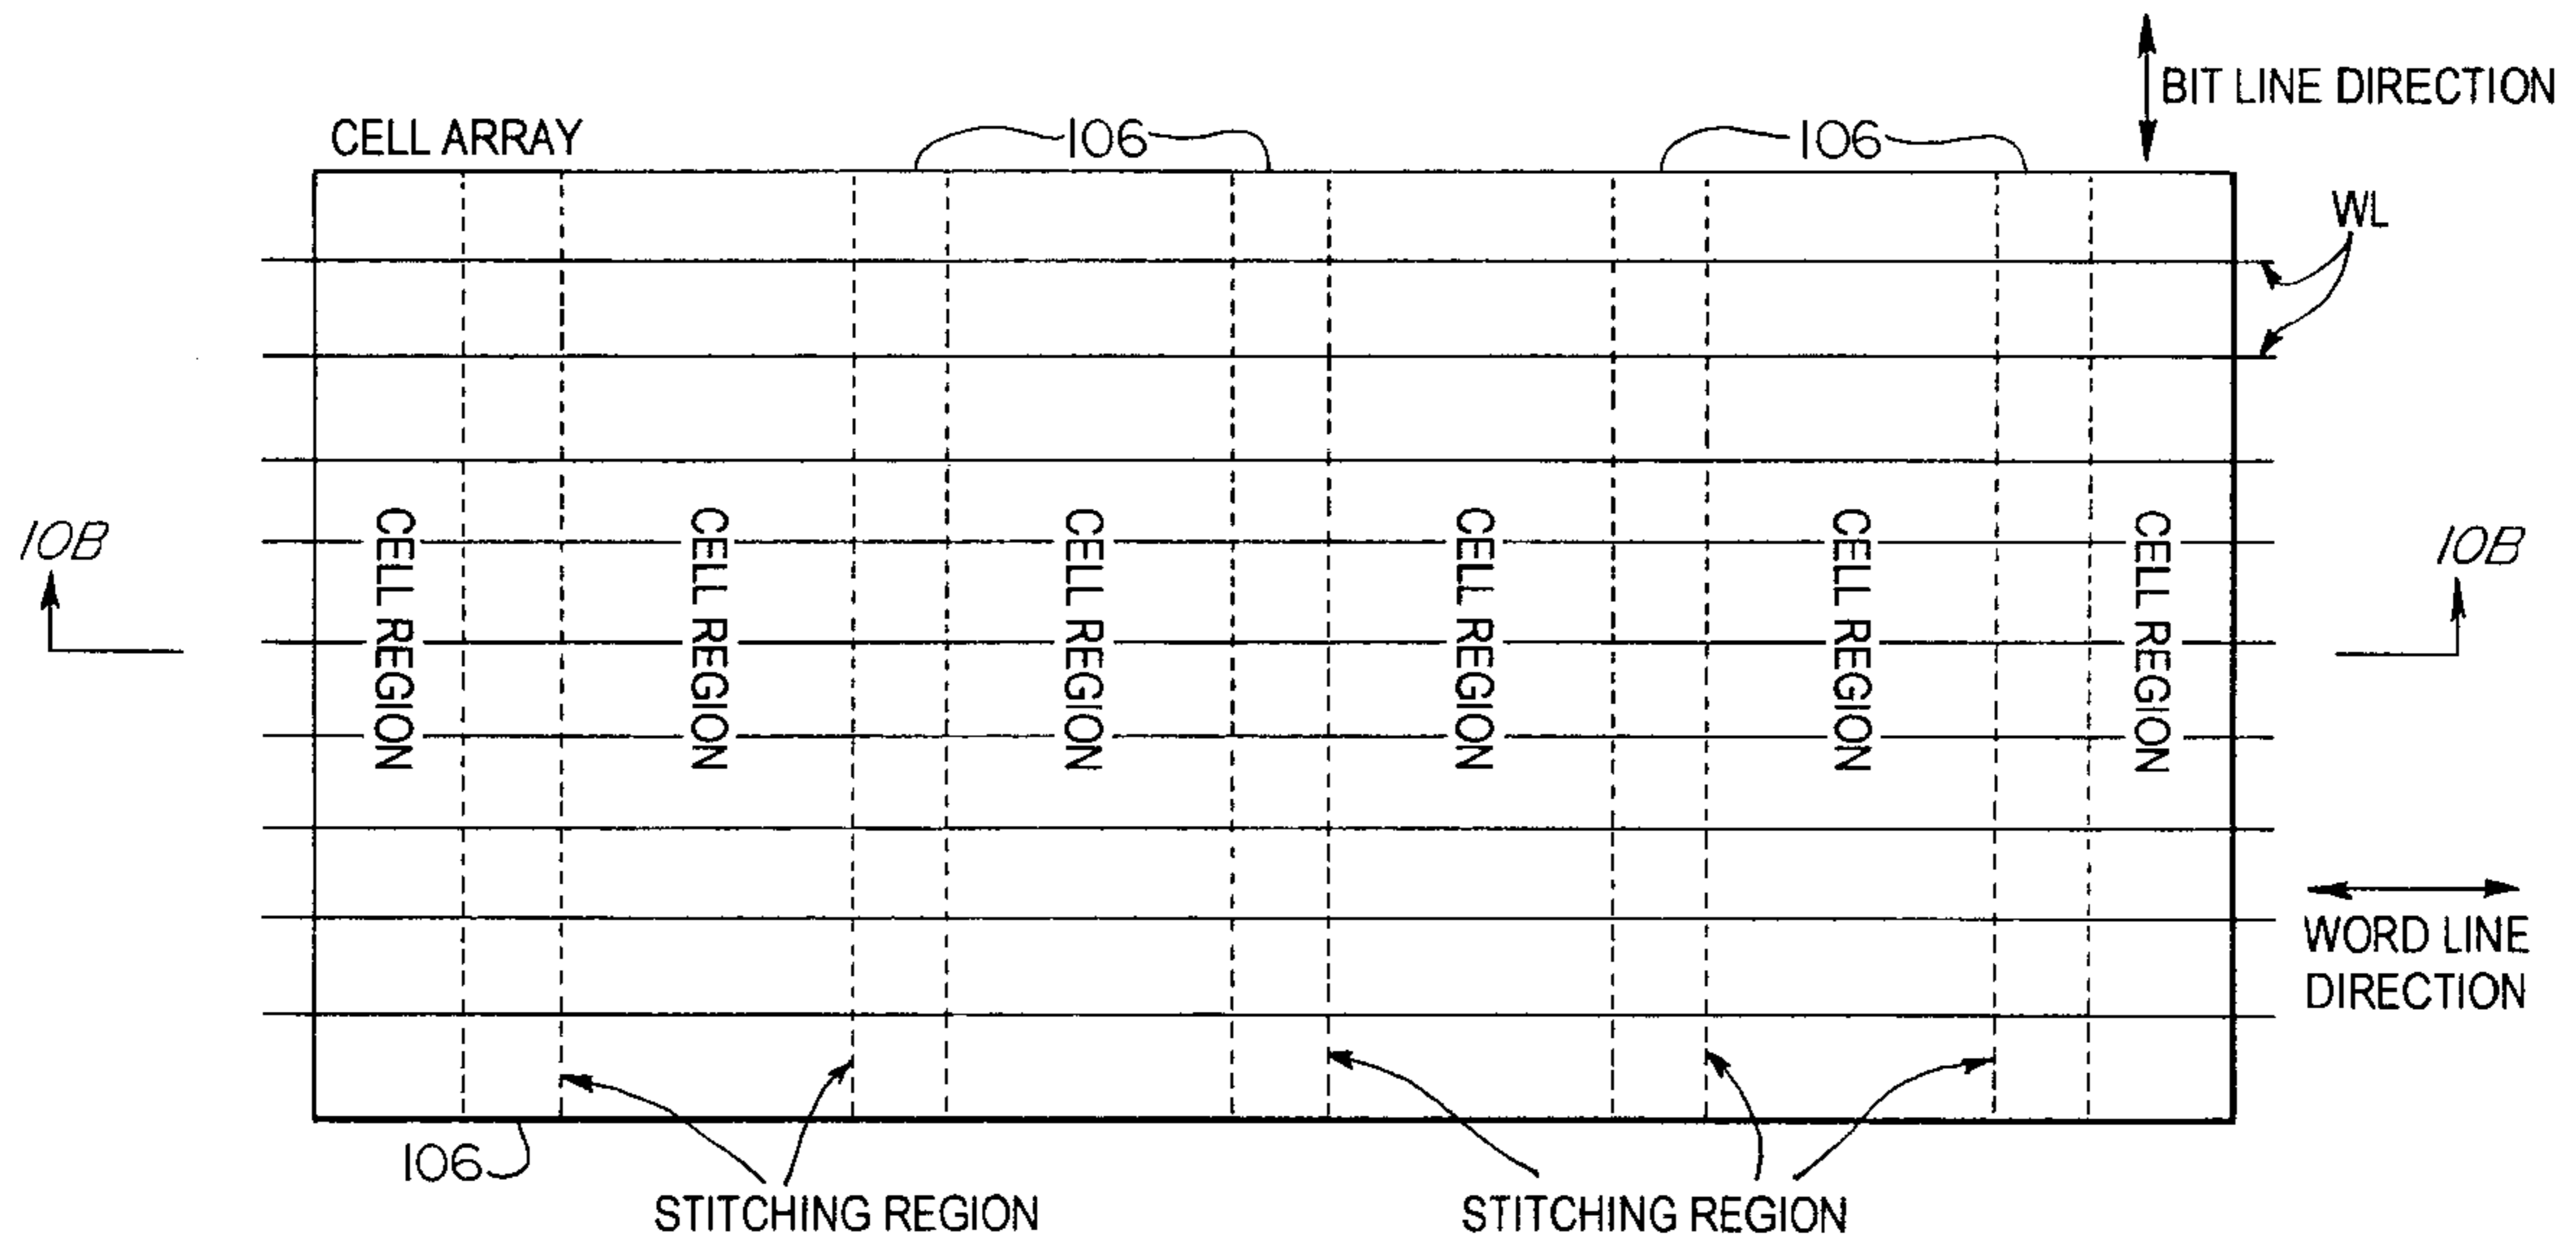 BIT LINE DIRECTION
CELL ARRAY
106
106
WL
10B
CELL REGION
CELL REGION
CELL REGION
CELL REGION
CELL REGION
CELL REGION
10B
WORD LINE
DIRECTION
106
STITCHING REGION
STITCHING REGION